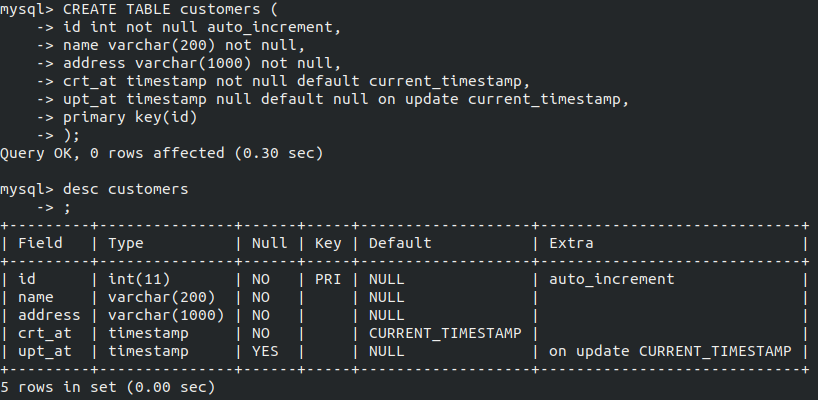 mysql> CREATE TABLE customers (
    -> id int not null auto_increment,
    -> name varchar(200) not null,
    -> address varchar(1000) not null,
    -> crt_at timestamp not null default current_timestamp,
    -> upt_at timestamp null default null on update current_timestamp,
    -> primary key(id)
    -> );
Query OK, 0 rows affected (0.30 sec)

mysql> desc customers
    -> ;
+---------+---------------+------+-----+-------------------+-----------------------------+
| Field   | Type          | Null | Key | Default           | Extra                       |
+---------+---------------+------+-----+-------------------+-----------------------------+
| id      | int(11)       | NO   | PRI | NULL              | auto_increment              |
| name    | varchar(200)  | NO   |     | NULL              |                             |
| address | varchar(1000) | NO   |     | NULL              |                             |
| crt_at  | timestamp     | NO   |     | CURRENT_TIMESTAMP |                             |
| upt_at  | timestamp     | YES  |     | NULL              | on update CURRENT_TIMESTAMP |
+---------+---------------+------+-----+-------------------+-----------------------------+
5 rows in set (0.00 sec)